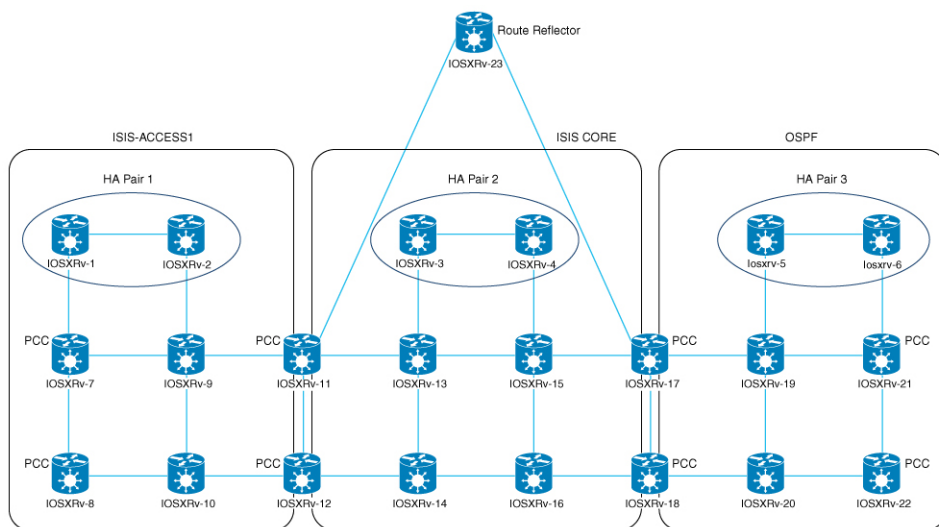 Route Reflector
IOSXRv-23
ISIS-ACCESS1
ISIS CORE
OSPF
HA Pair 1
HA Pair 2
HA Pair 3
IOSXRv-1
IOSXRv-2
IOSXRv-3
IOSXRv-4
Iosxrv-5
Iosxrv-6
PCC
PCC
PCC
PCC
IOSXRv-7
IOSXRv-9
IOSXRv-11
IOSXRv-13
IOSXRv-15
IOSXRv-17
IOSXRv-19
IOSXRv-21
PCC
PCC
PCC
PCC
IOSXRv-8
IOSXRv-10
IOSXRv-12
IOSXRv-14
IOSXRv-16
IOSXRv-18
IOSXRv-20
IOSXRv-22